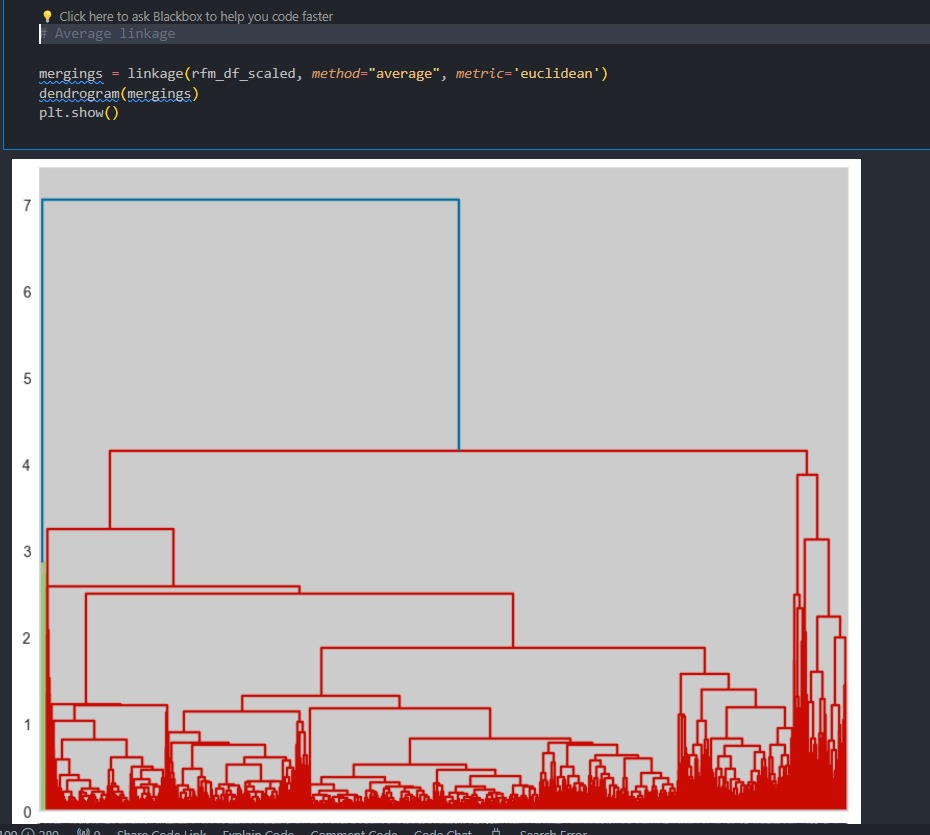 Click here to ask Blackbox to help you code faster
# Average linkage
mergings = linkage(rfm_df_scaled, method="average", metric='euclidean')
dendrogram(mergings)
plt.show()
7
6
5
4
3
2
1
0
Share Code Link Explain Code Comment Code Code Chat Search Error